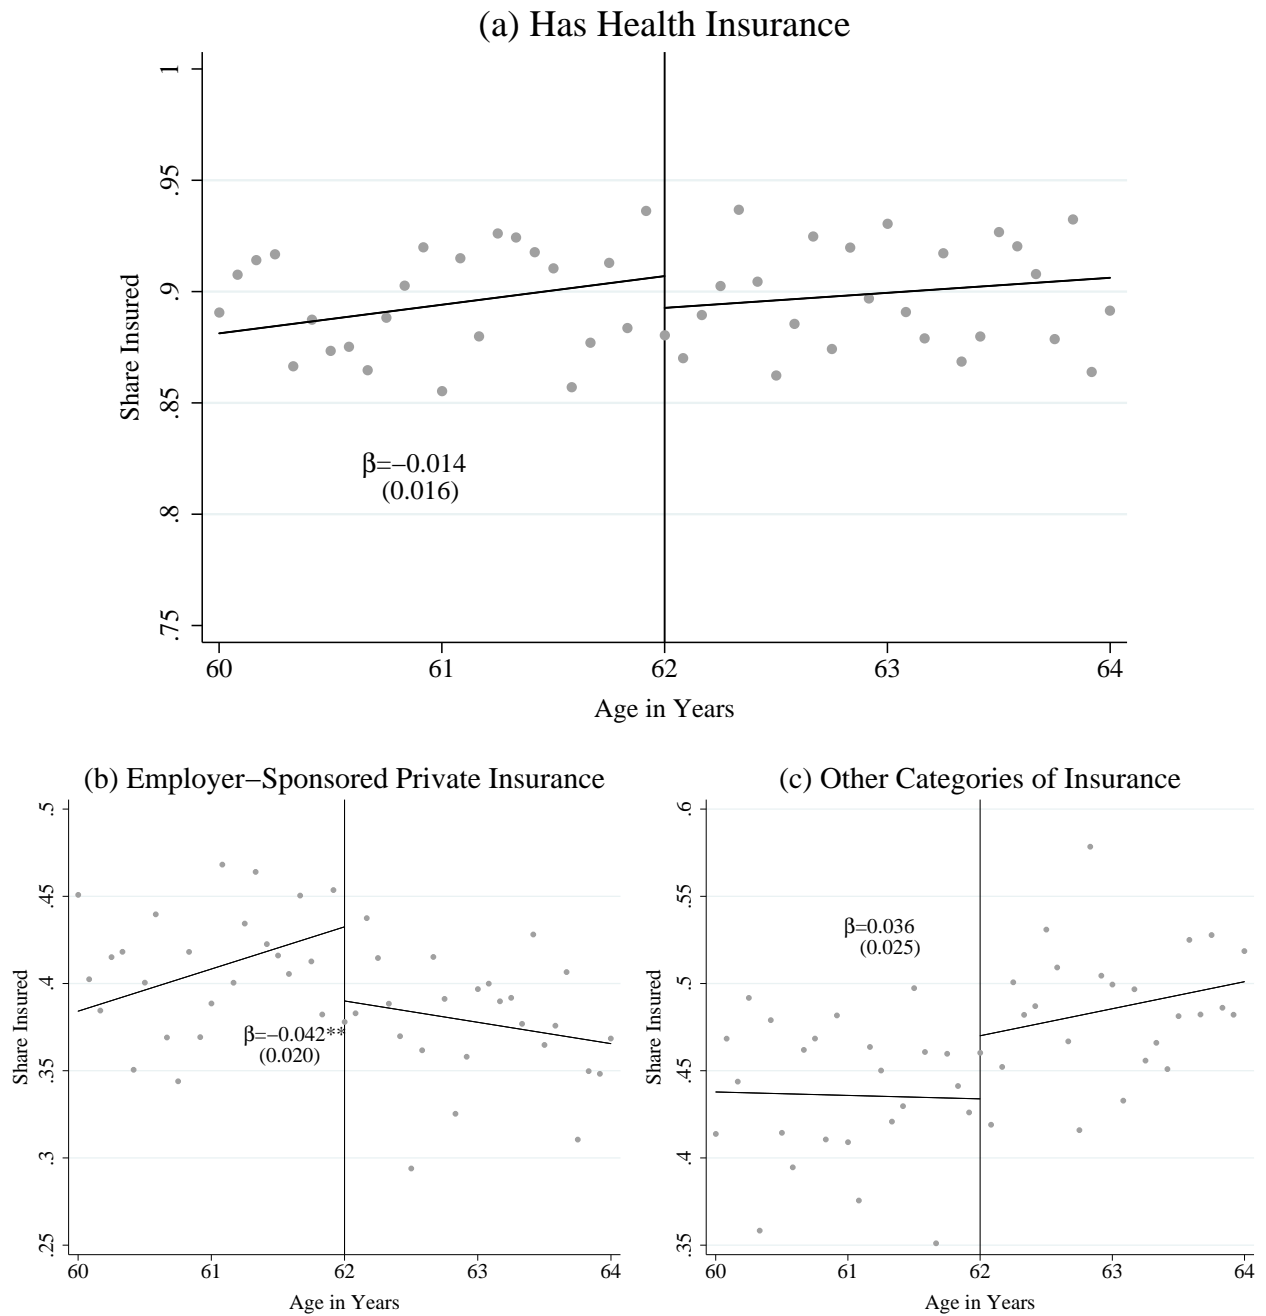 (a) Has Health Insurance
Share Insured
1
.95
.9
.85
.8
.75
β=−0.014
(0.016)
60 61 62 63 64
Age in Years
(b) Employer−Sponsored Private Insurance
Share Insured
.5
.45
.4
.35
.3
.25
β=−0.042**
(0.020)
60 61 62 63 64
Age in Years
(c) Other Categories of Insurance
Share Insured
.6
.55
.5
.45
.4
.35
β=0.036
(0.025)
60 61 62 63 64
Age in Years